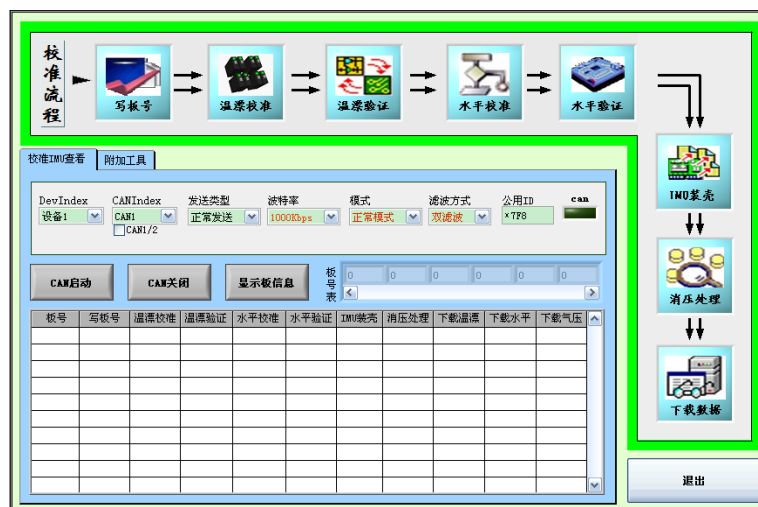 校准流程
写板号
温漂校准
温漂验证
水平校准
水平验证
IMU装壳
消压处理
下载数据
校准IMU查看 附加工具
DevIndex CANIndex 发送类型 波特率 模式 滤波方式 公用ID can
设备1 CAN1 正常发送 1000Kbps 正常模式 双滤波 x7F8
CAN1/2
CAN启动 CAN关闭 显示板信息 板号表 0 0 0 0 0 0
板号 写板号 温漂校准 温漂验证 水平校准 水平验证 IMU装壳 消压处理 下载温漂 下载水平 下载气压
退出